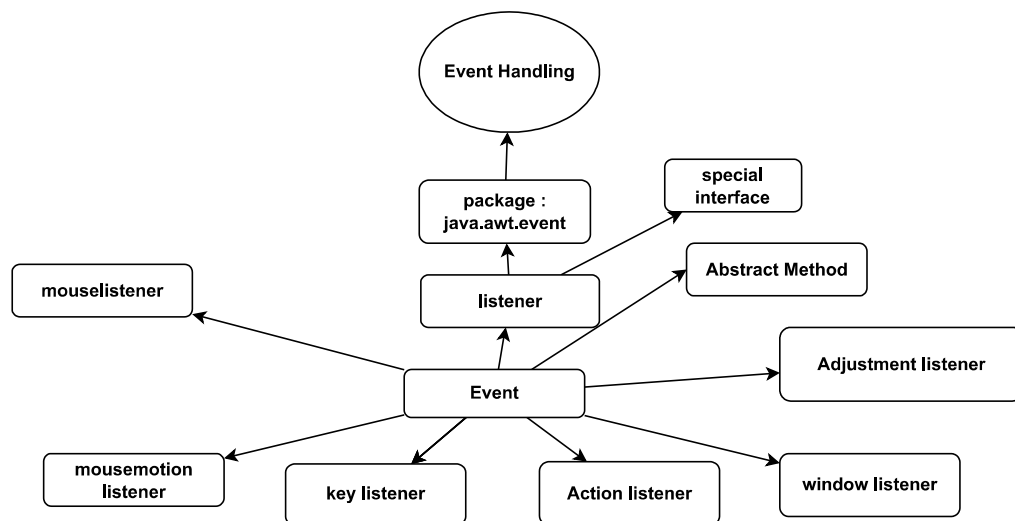 Event Handling
special
interface
package :
java.awt.event
Abstract Method
mouselistener
listener
Adjustment listener
Event
mousemotion
listener
key listener
Action listener
window listener